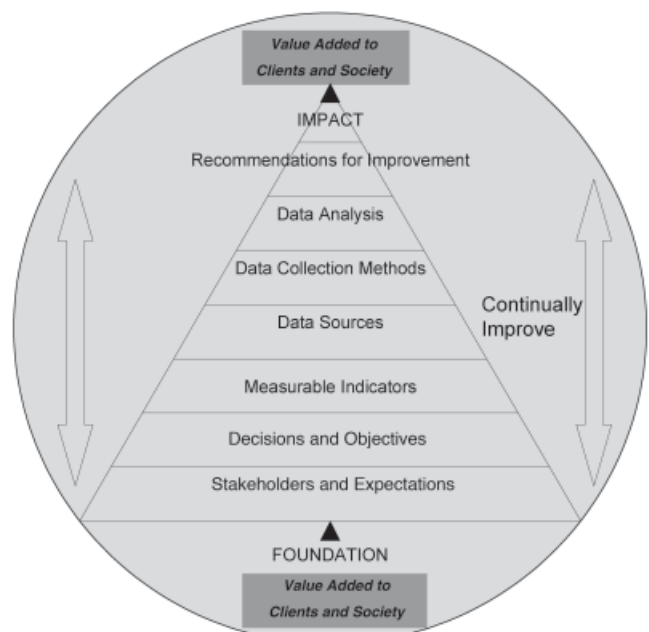 Value Added to
Clients and Society
IMPACT
Recommendations for Improvement
Data Analysis
Data Collection Methods
Data Sources
Continually
Improve
Measurable Indicators
Decisions and Objectives
Stakeholders and Expectations
FOUNDATION
Value Added to
Clients and Society